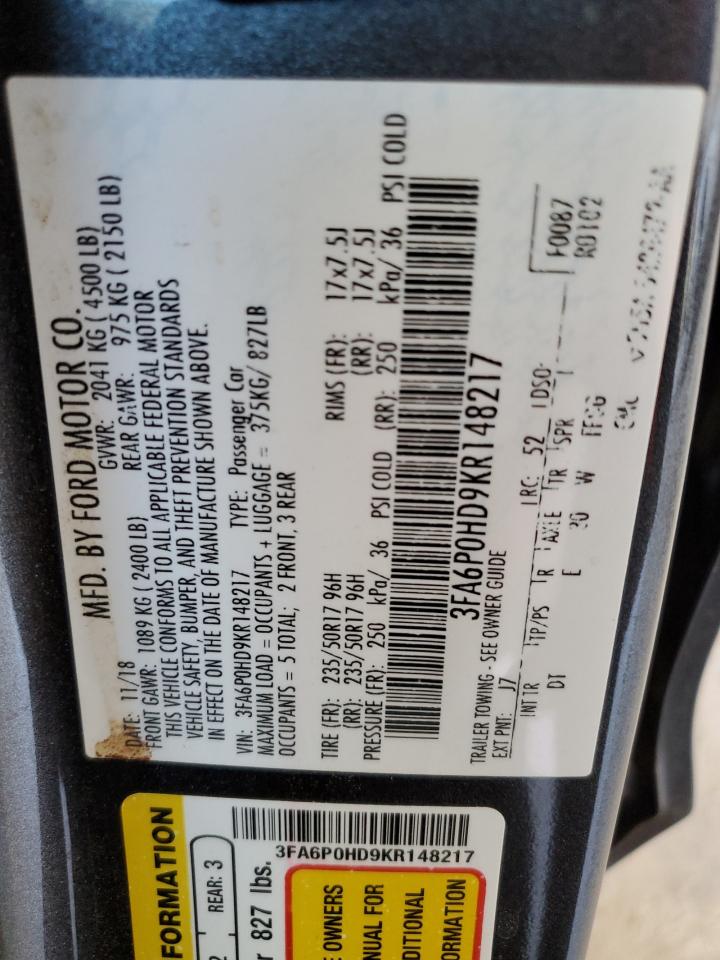 MFD. BY FORD MOTOR CO.
DATE: 11/18 GVWR: 2041 KG ( 4500 LB)
FRONT GAWR: 1089 KG ( 2400 LB) REAR GAWR: 975 KG ( 2150 LB)
THIS VEHICLE CONFORMS TO ALL APPLICABLE FEDERAL MOTOR
VEHICLE SAFETY, BUMPER, AND THEFT PREVENTION STANDARDS
IN EFFECT ON THE DATE OF MANUFACTURE SHOWN ABOVE.
VIN: 3FA6P0HD9KR148217 TYPE: Passenger Car
MAXIMUM LOAD = OCCUPANTS + LUGGAGE = 375KG/ 827LB
OCCUPANTS = 5 TOTAL; 2 FRONT, 3 REAR
TIRE (FR): 235/50R17 96H RIMS (FR): 17x7.5J
(RR): 235/50R17 96H (RR): 17x7.5J
PRESSURE (FR): 250 kPa/ 36 PSI COLD (RR): 250 kPa/ 36 PSI COLD
3FA6P0HD9KR148217
TRAILER TOWING - SEE OWNER GUIDE
EXT PNT: J7 RC: 52 DSO:
F0087
R0102
INT TR TP/PS R AXLE TR SPR
DT E W
FORMATION
REAR: 3
827 lbs.
3FA6P0HD9KR148217
OWNERS
FOR